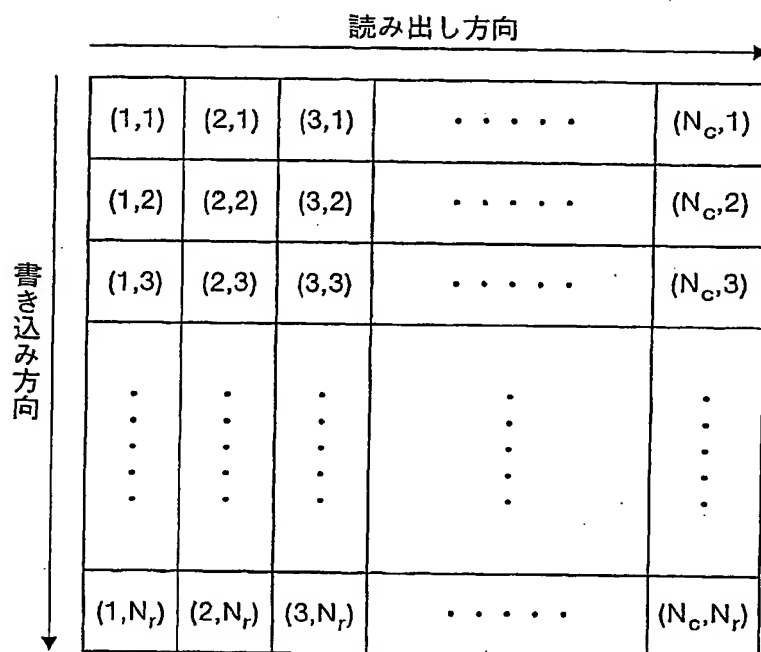 読み出し方向
書き込み方向
(1,1) (2,1) (3,1) ・・・・・ (N_c,1)
(1,2) (2,2) (3,2) ・・・・・ (N_c,2)
(1,3) (2,3) (3,3) ・・・・・ (N_c,3)
(1,N_r) (2,N_r) (3,N_r) ・・・・・ (N_c,N_r)